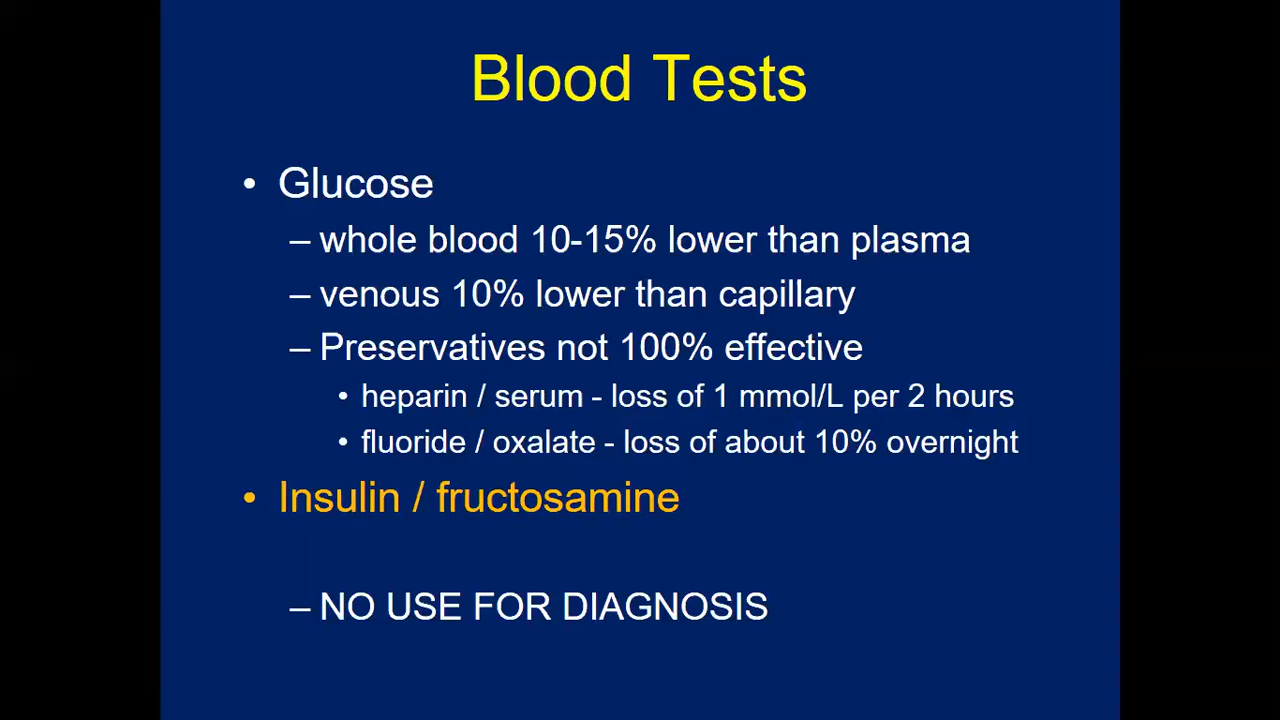 Blood Tests
• Glucose
– whole blood 10-15% lower than plasma
– venous 10% lower than capillary
– Preservatives not 100% effective
• heparin / serum - loss of 1 mmol/L per 2 hours
• fluoride / oxalate - loss of about 10% overnight
• Insulin / fructosamine
– NO USE FOR DIAGNOSIS